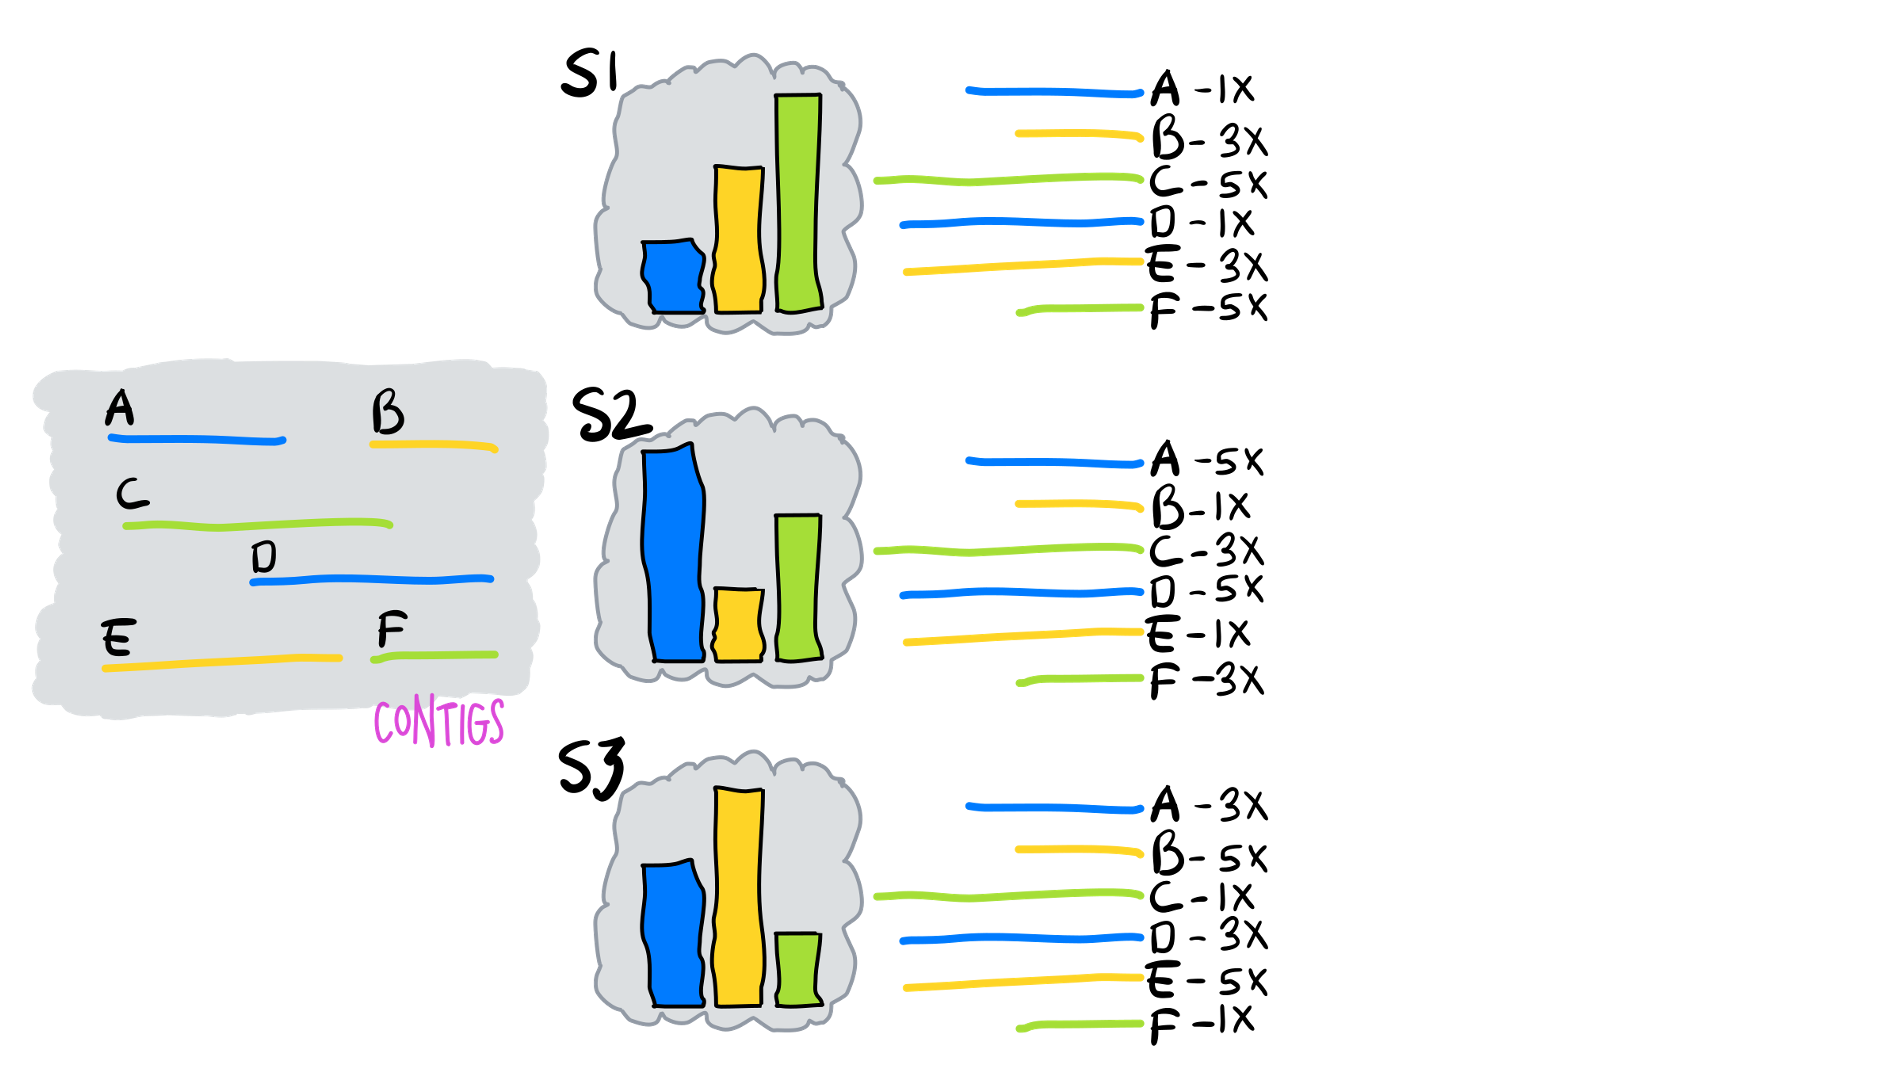 A
B
C
D
E
F
CONTIGS
S1
A - 1X
B - 3X
C - 5X
D - 1X
E - 3X
F - 5X
S2
A - 5X
B - 1X
C - 3X
D - 5X
E - 1X
F - 3X
S3
A - 3X
B - 5X
C - 1X
D - 3X
E - 5X
F - 1X